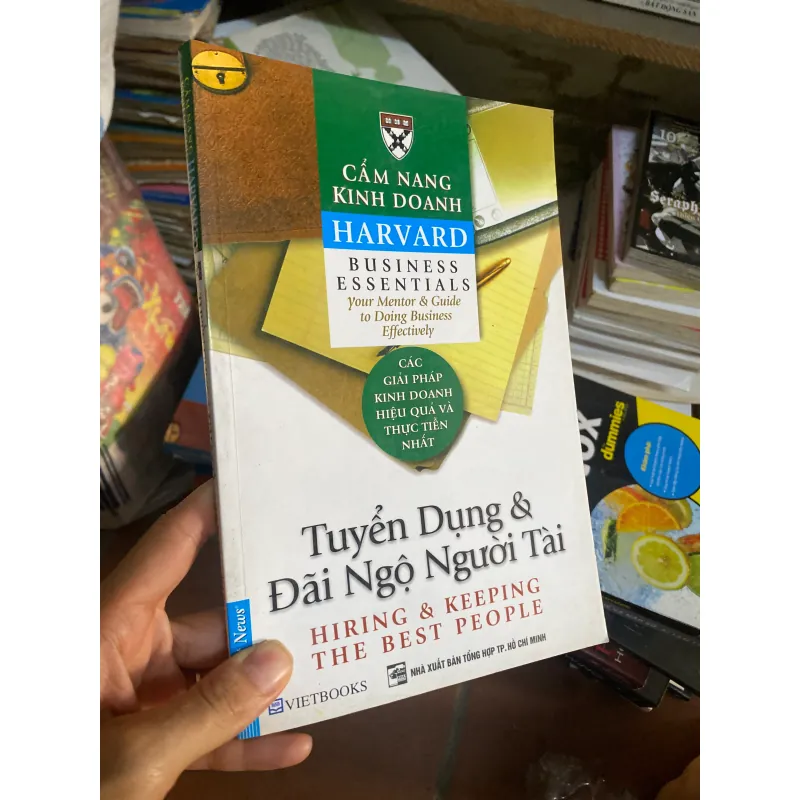 CẨM NANG
KINH DOANH
HARVARD
BUSINESS
ESSENTIALS
Your Mentor & Guide
to Doing Business
Effectively
CÁC
GIẢI PHÁP
KINH DOANH
HIỆU QUẢ VÀ
THỰC TIỄN
NHẤT
Tuyển Dụng &
Đãi Ngộ Người Tài
HIRING & KEEPING
THE BEST PEOPLE
News
VIETBOOKS
NHÀ XUẤT BẢN TỔNG HỢP TP. HỒ CHÍ MINH
10
Seraph
dummies